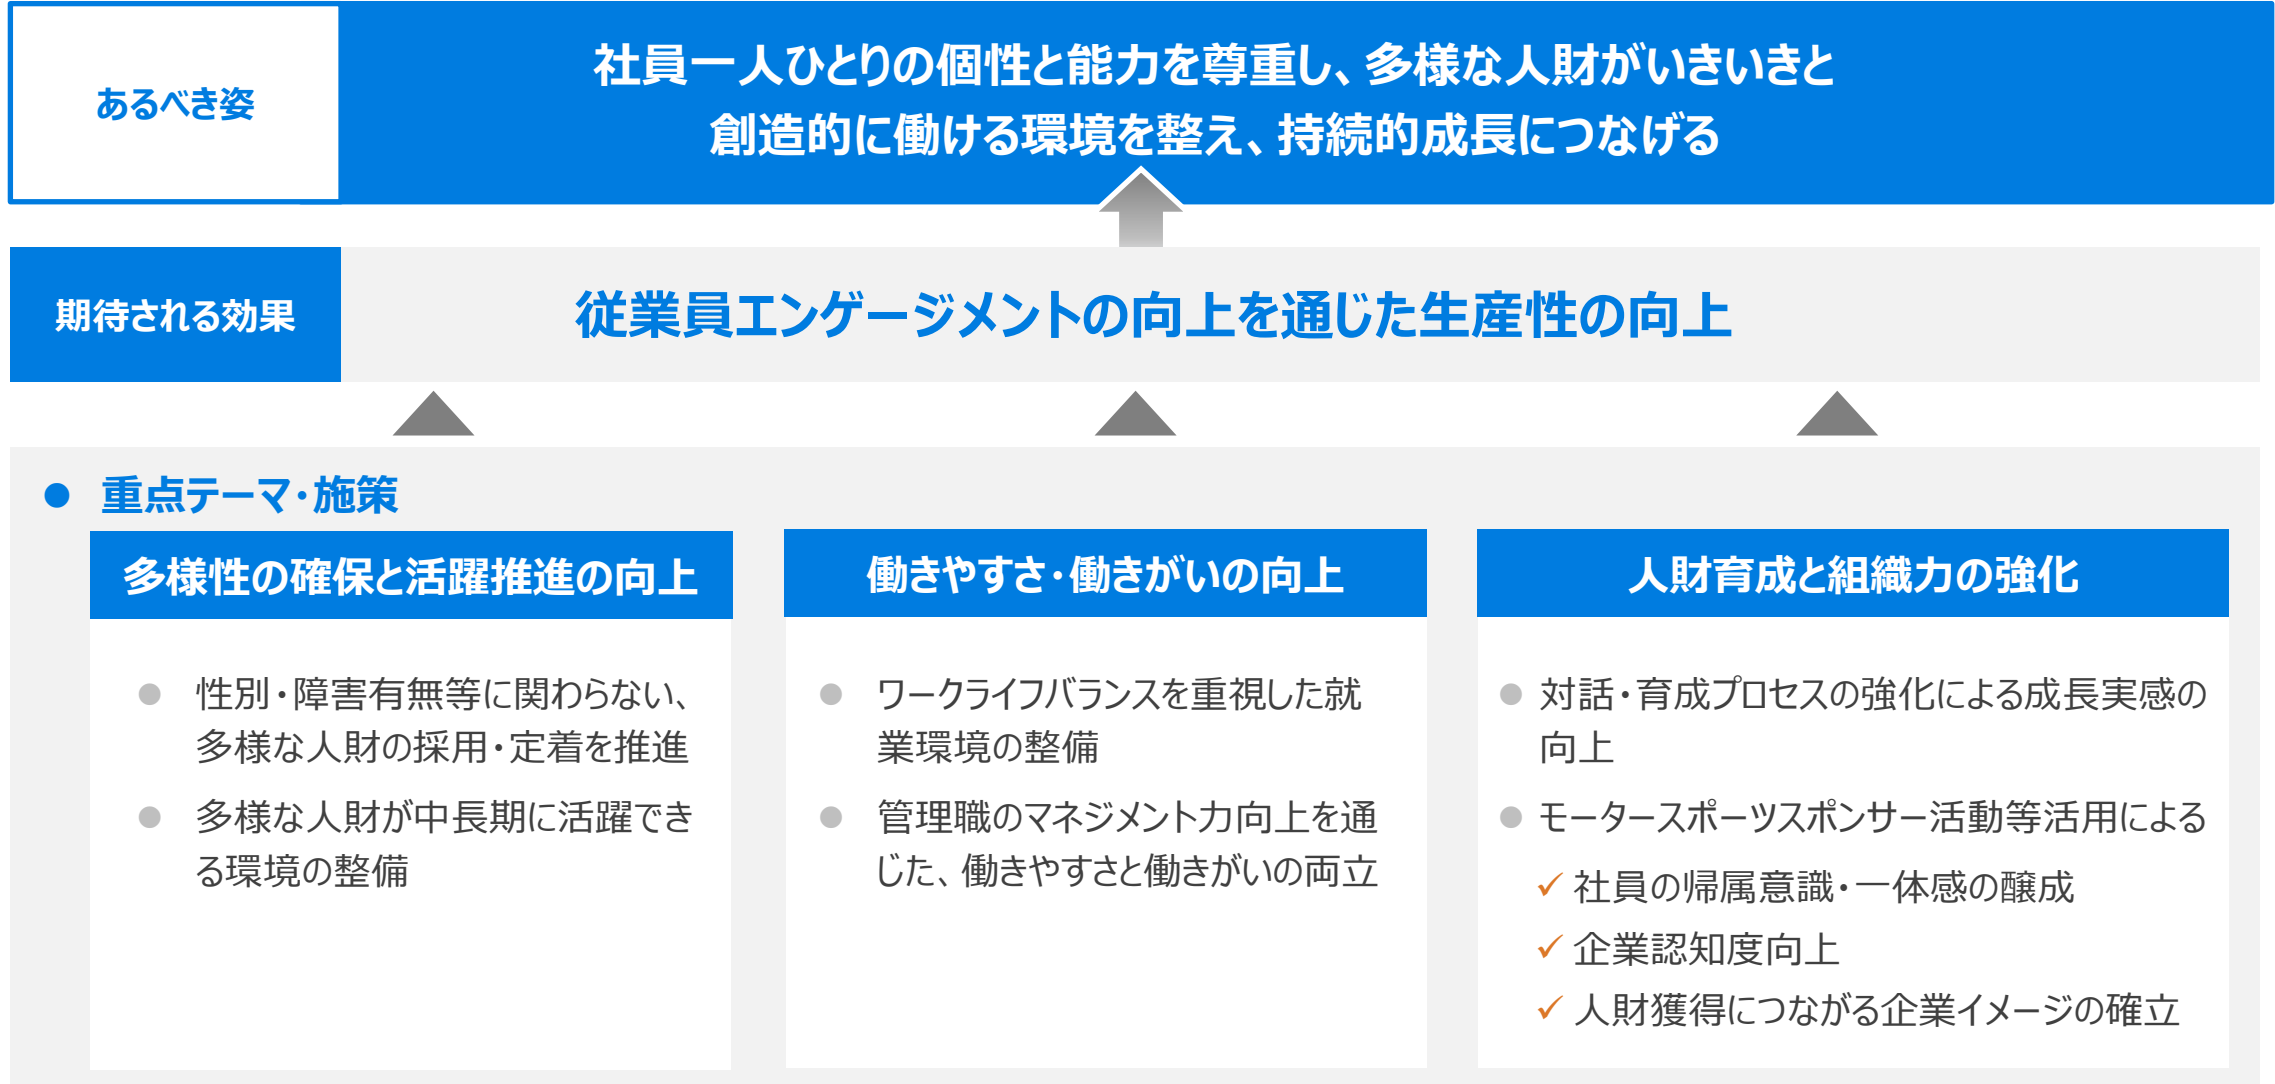 あるべき姿
社員一人ひとりの個性と能力を尊重し、多様な人財がいきいきと
創造的に働ける環境を整え、持続的成長につなげる
期待される効果
従業員エンゲージメントの向上を通じた生産性の向上
重点テーマ・施策
多様性の確保と活躍推進の向上
性別・障害有無等に関わらない、
多様な人財の採用・定着を推進
多様な人財が中長期に活躍でき
る環境の整備
働きやすさ・働きがいの向上
ワークライフバランスを重視した就
業環境の整備
管理職のマネジメント力向上を通
じた、働きやすさと働きがいの両立
人財育成と組織力の強化
対話・育成プロセスの強化による成長実感の
向上
モータースポーツスポンサー活動等活用による
社員の帰属意識・一体感の醸成
企業認知度向上
人財獲得につながる企業イメージの確立